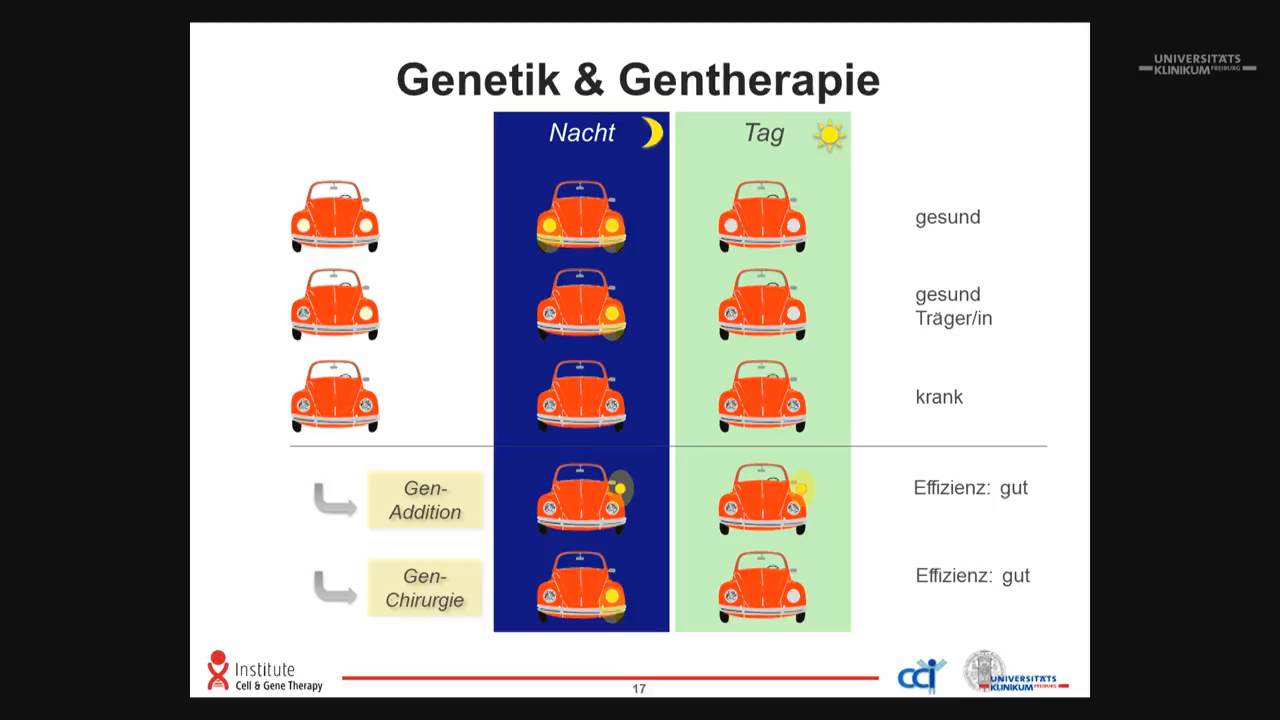 Genetik & Gentherapie
UNIVERSITÄTS
KLINIKUM FREIBURG
Nacht
Tag
gesund
gesund
Träger/in
krank
Gen-
Addition
Effizienz: gut
Gen-
Chirurgie
Effizienz: gut
Institute
Cell & Gene Therapy
17
cci
UNIVERSITÄTS
KLINIKUM FREIBURG